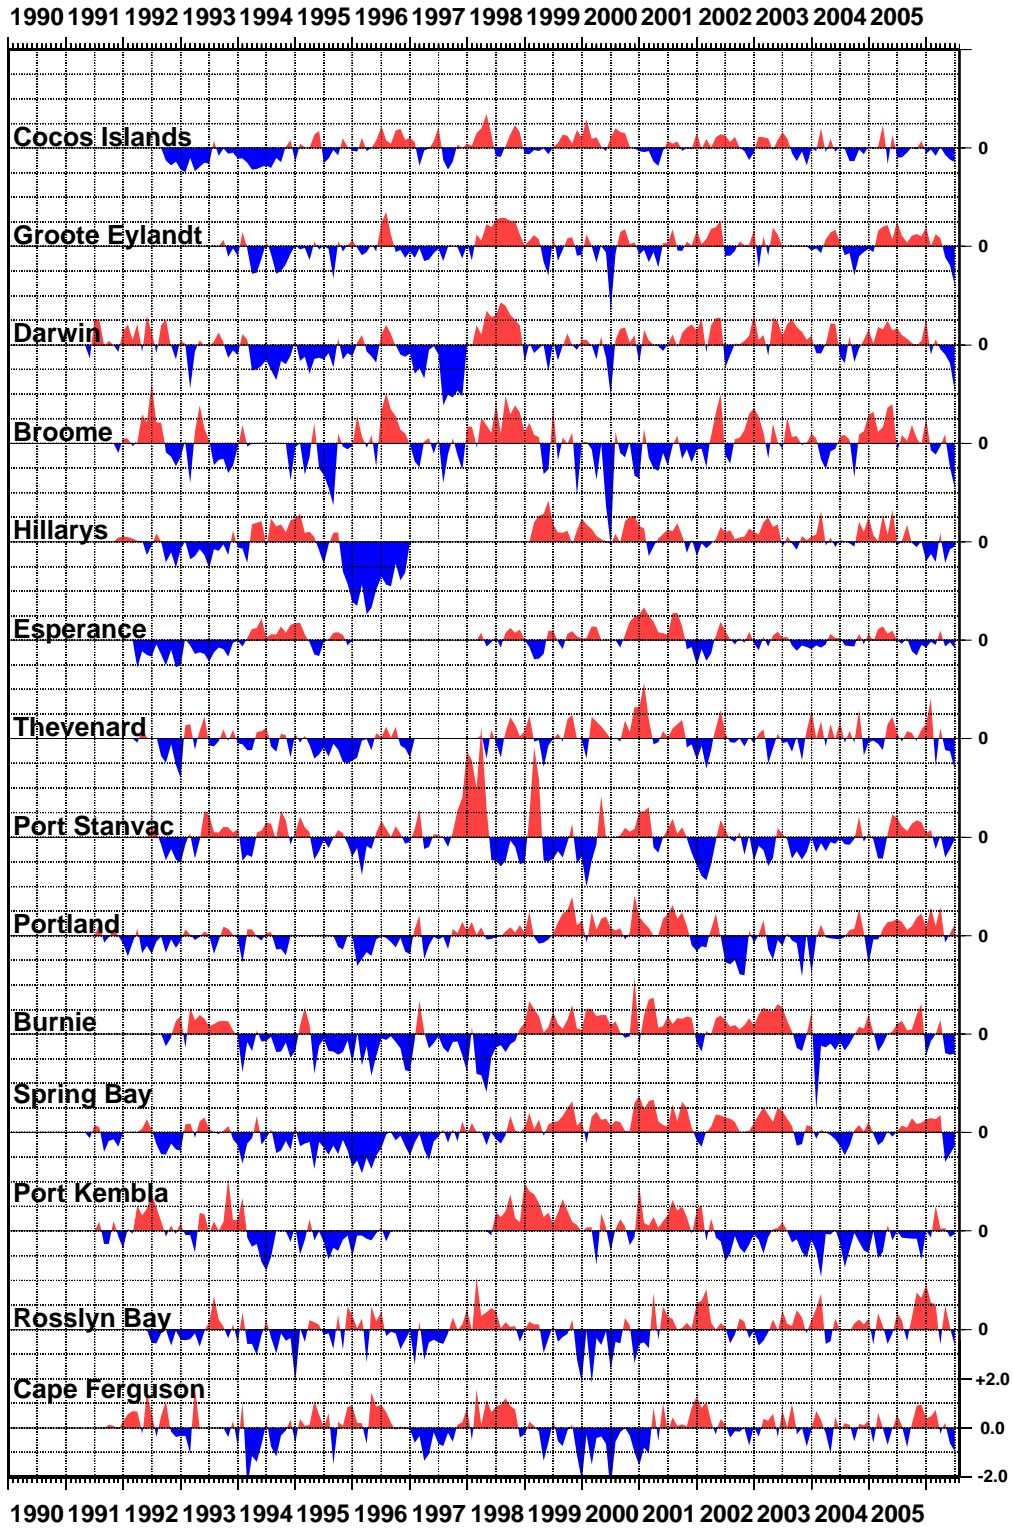 1990 1991 1992 1993 1994 1995 1996 1997 1998 1999 2000 2001 2002 2003 2004 2005
Cocos Islands 0
Groote Eylandt 0
Darwin 0
Broome 0
Hillarys 0
Esperance 0
Thevenard 0
Port Stanvac 0
Portland 0
Burnie 0
Spring Bay 0
Port Kembla 0
Rosslyn Bay 0
+2.0
Cape Ferguson 0.0
-2.0
1990 1991 1992 1993 1994 1995 1996 1997 1998 1999 2000 2001 2002 2003 2004 2005